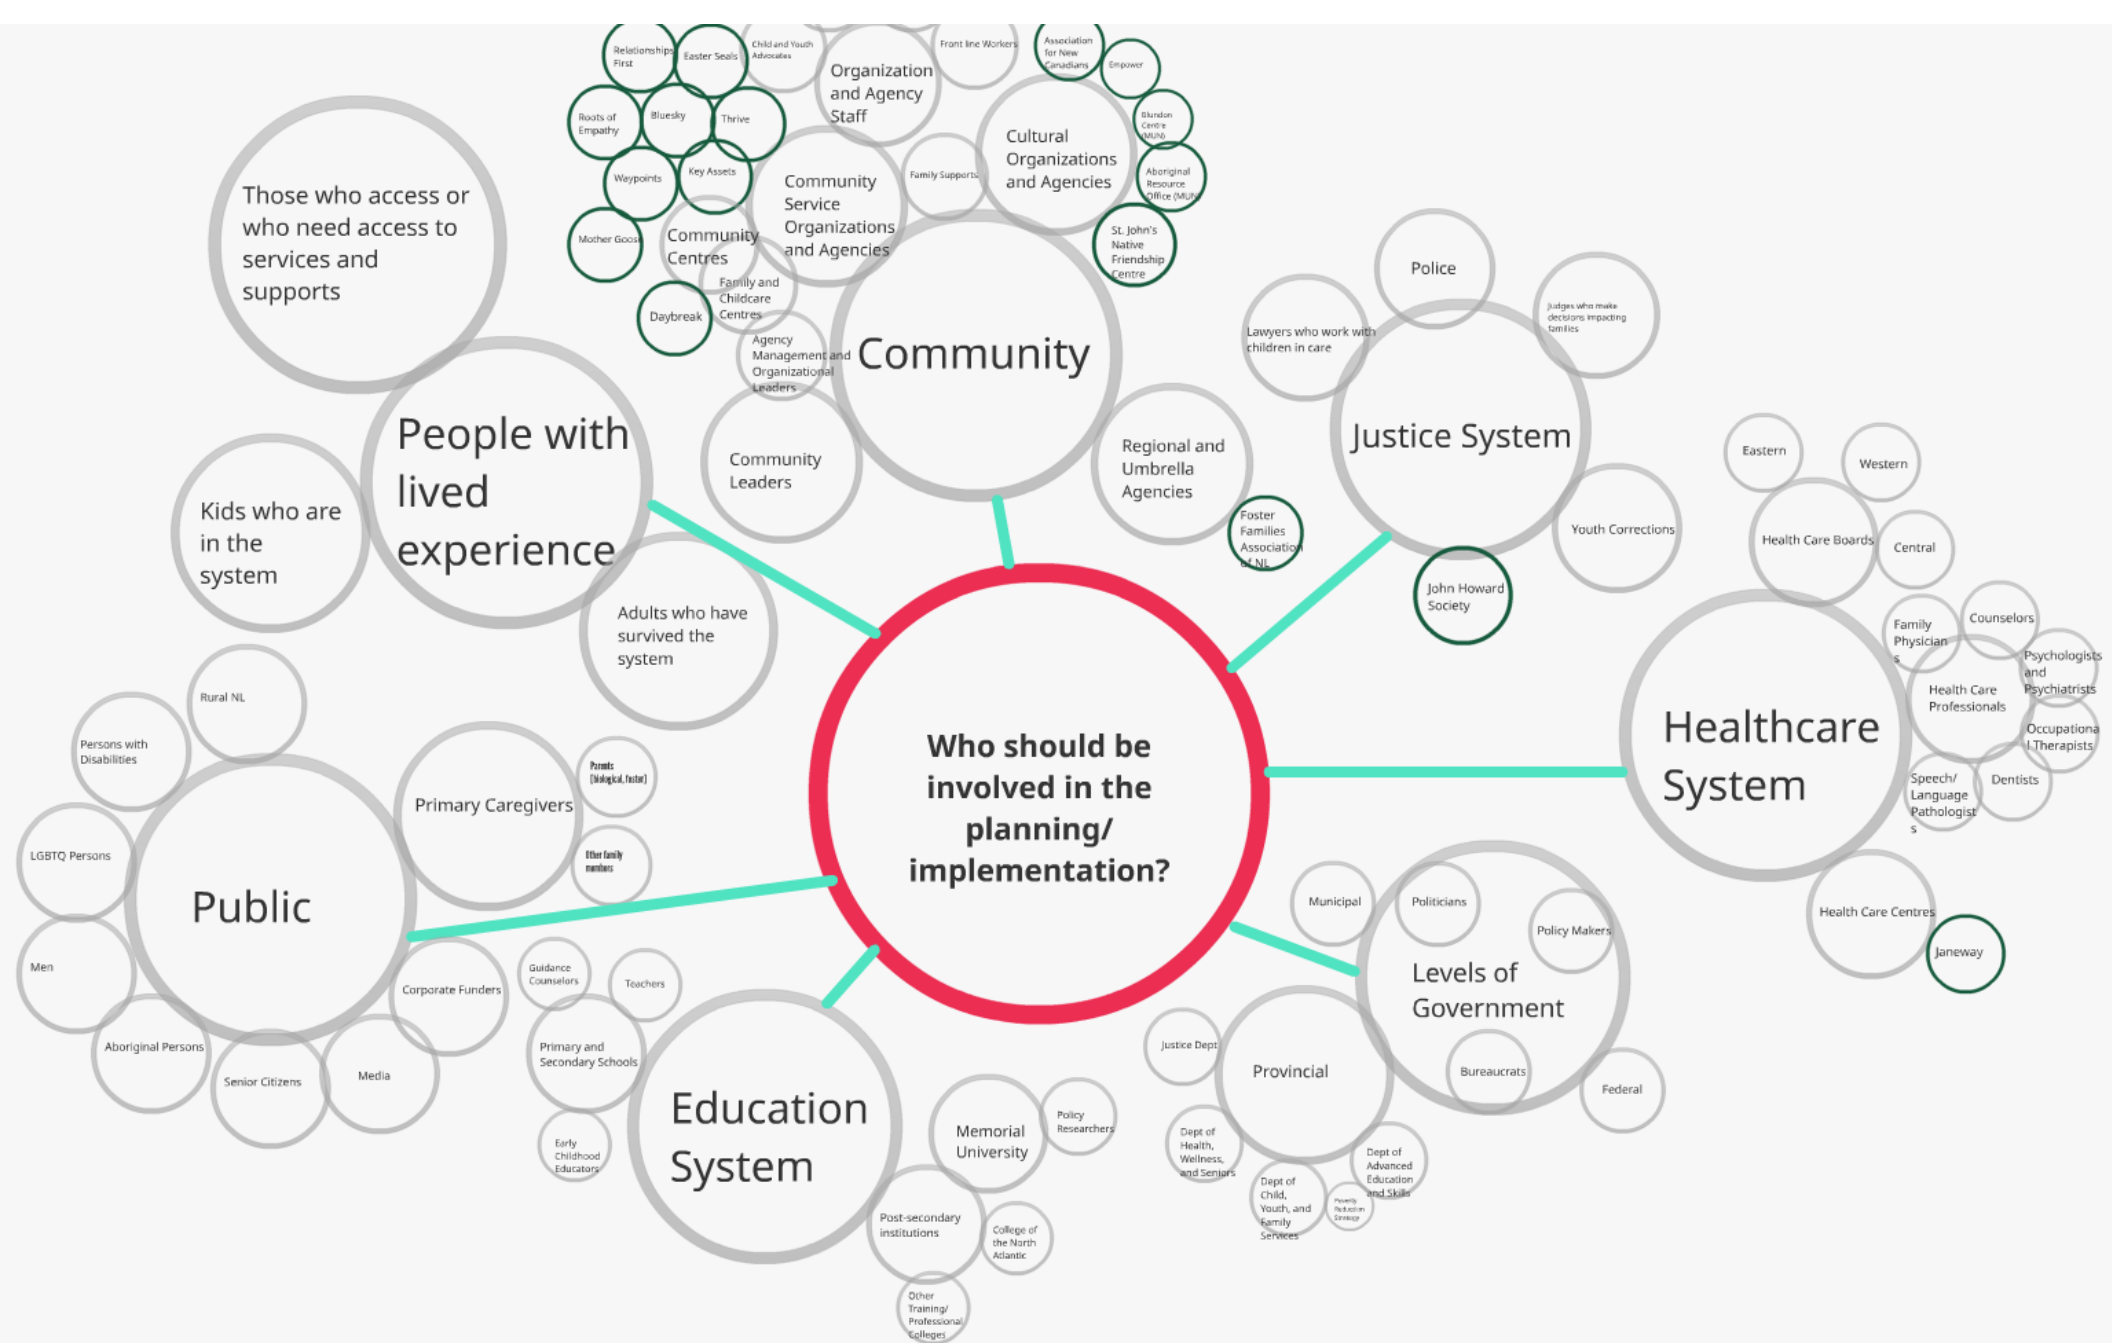 Relationships
First
Easter Seals
Child and Youth
Advocates
Organization
and Agency
Staff
Front line Workers
Association
for New
Canadians
Empower
Roots of
Empathy
Bluesky
Thrive
Blundon
Centre
(MUN)
Cultural
Organizations
and Agencies
Waypoints
Key Assets
Community
Service
Organizations
and Agencies
Family Supports
Aboriginal
Resource
Office (MUN)
Mother Goose
Community
Centres
St. John's
Native
Friendship
Centre
Family and
Childcare
Centres
Daybreak
Agency
Management and
Organizational
Leaders
Community
Community
Leaders
Regional and
Umbrella
Agencies
Foster
Families
Association
of NL
Those who access or
who need access to
services and
supports
People with
lived
experience
Kids who are
in the
system
Adults who have
survived the
system
Police
Lawyers who work with
children in care
Judges who make
decisions impacting
families
Justice System
Youth Corrections
John Howard
Society
Eastern
Western
Health Care Boards
Central
Family
Physician
s
Counselors
Psychologists
and
Psychiatrists
Health Care
Professionals
Occupationa
l Therapists
Speech/
Language
Pathologist
s
Dentists
Healthcare
System
Health Care Centres
Janeway
Who should be
involved in the
planning/
implementation?
Rural NL
Persons with
Disabilities
Primary Caregivers
Parents
(biological, foster)
Other family
members
LGBTQ Persons
Public
Men
Corporate Funders
Aboriginal Persons
Senior Citizens
Media
Guidance
Counselors
Teachers
Primary and
Secondary Schools
Early
Childhood
Educators
Education
System
Memorial
University
Policy
Researchers
Post-secondary
institutions
College of
the North
Atlantic
Other
Training/
Professional
Colleges
Municipal
Politicians
Policy Makers
Levels of
Government
Bureaucrats
Federal
Justice Dept
Provincial
Dept of
Health,
Wellness,
and Seniors
Dept of
Child,
Youth, and
Family
Services
Poverty
Reduction
Strategy
Dept of
Advanced
Education
and Skills